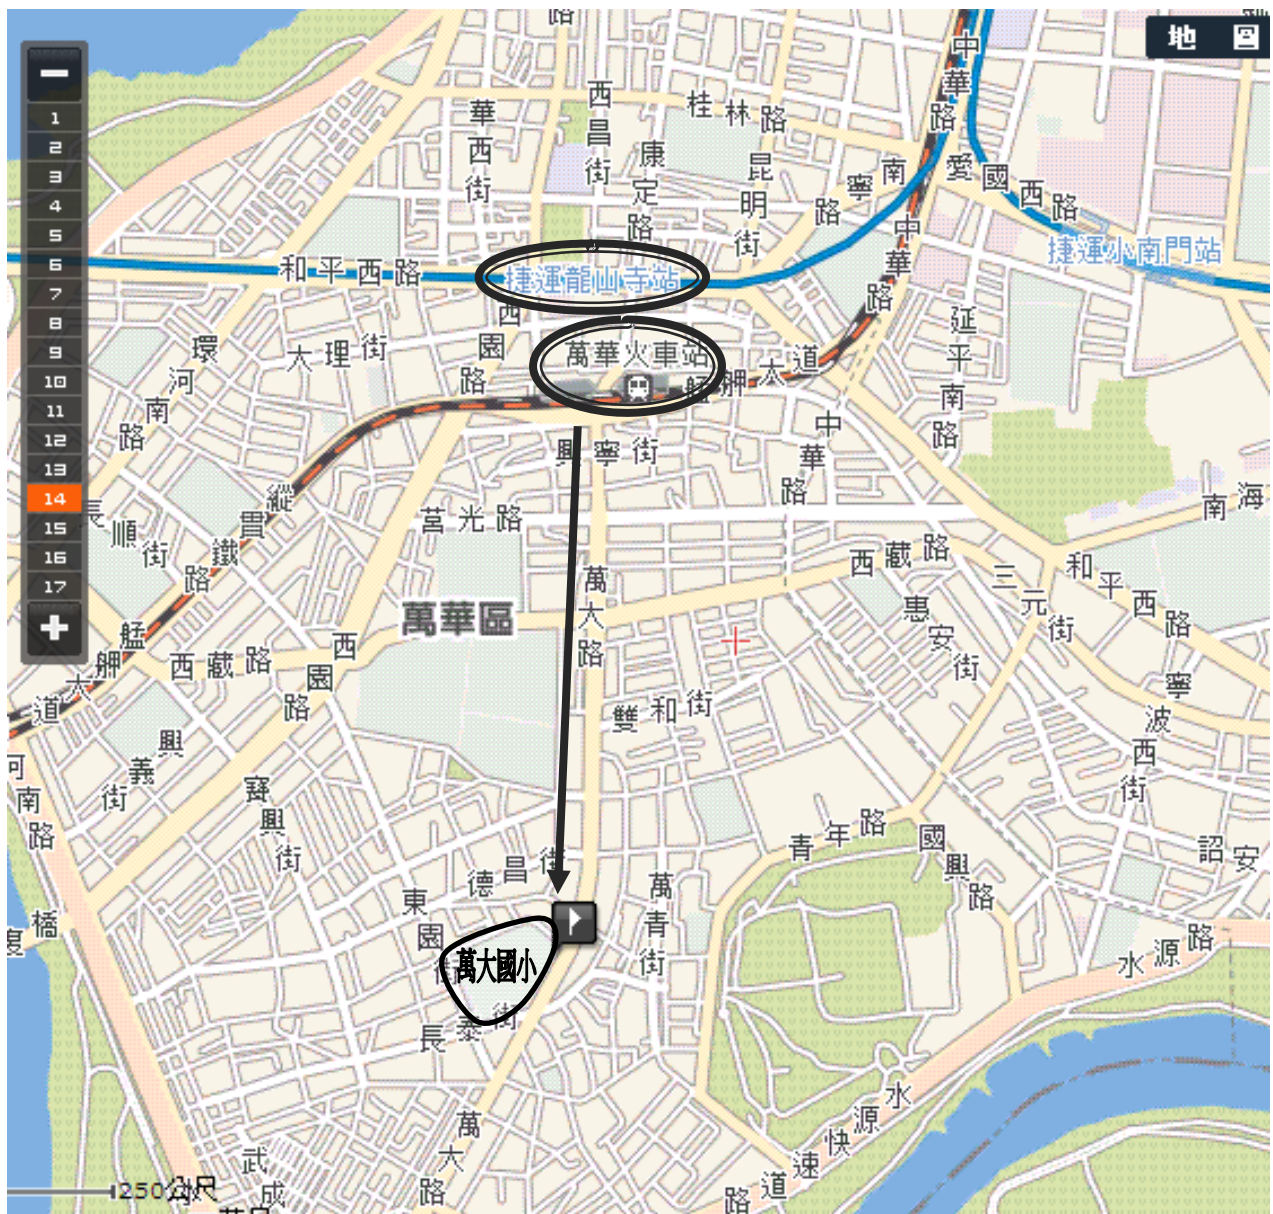 地 圖
1
2
3
4
5
6
7
8
9
10
11
12
13
14
15
16
17
中華路
桂林路
西昌街
華西街
康定路
昆明街
南寧路
愛國西路
捷運小南門站
中華路
和平西路
捷運龍山寺站
萬華火車站
艋舺大道
延平南路
環河南路
大理街
西園路
興寧街
中華路
南海
長順街
縱貫鐵路
莒光路
西藏路
三元街
和平西路
萬大路
萬華區
惠安街
艋舺大道
西藏路
西園路
寧波西街
雙和街
興義街
寶興街
河南路
青年路
國興路
詔安
德昌街
東園街
萬青街
橋
水源路
萬大國小
長泰街
水源快速道路
萬大路
武成
250公尺
路